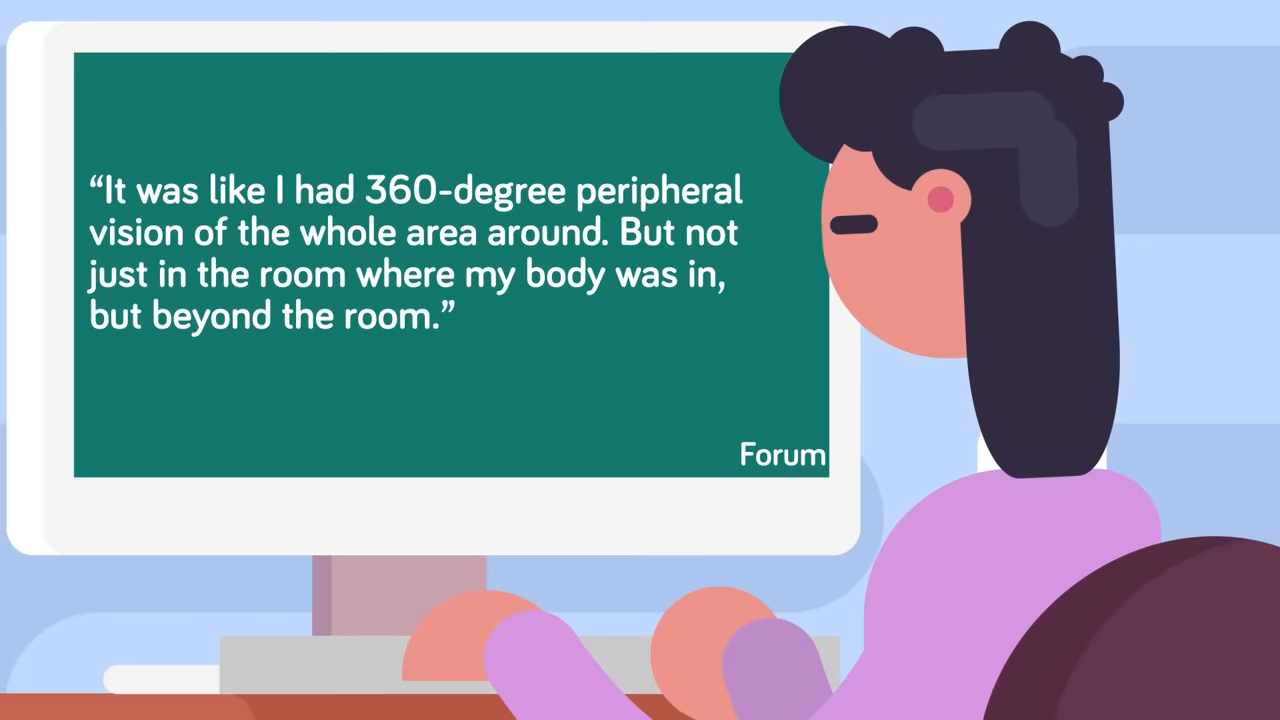 “It was like I had 360-degree peripheral
vision of the whole area around. But not
just in the room where my body was in,
but beyond the room.”
Forum